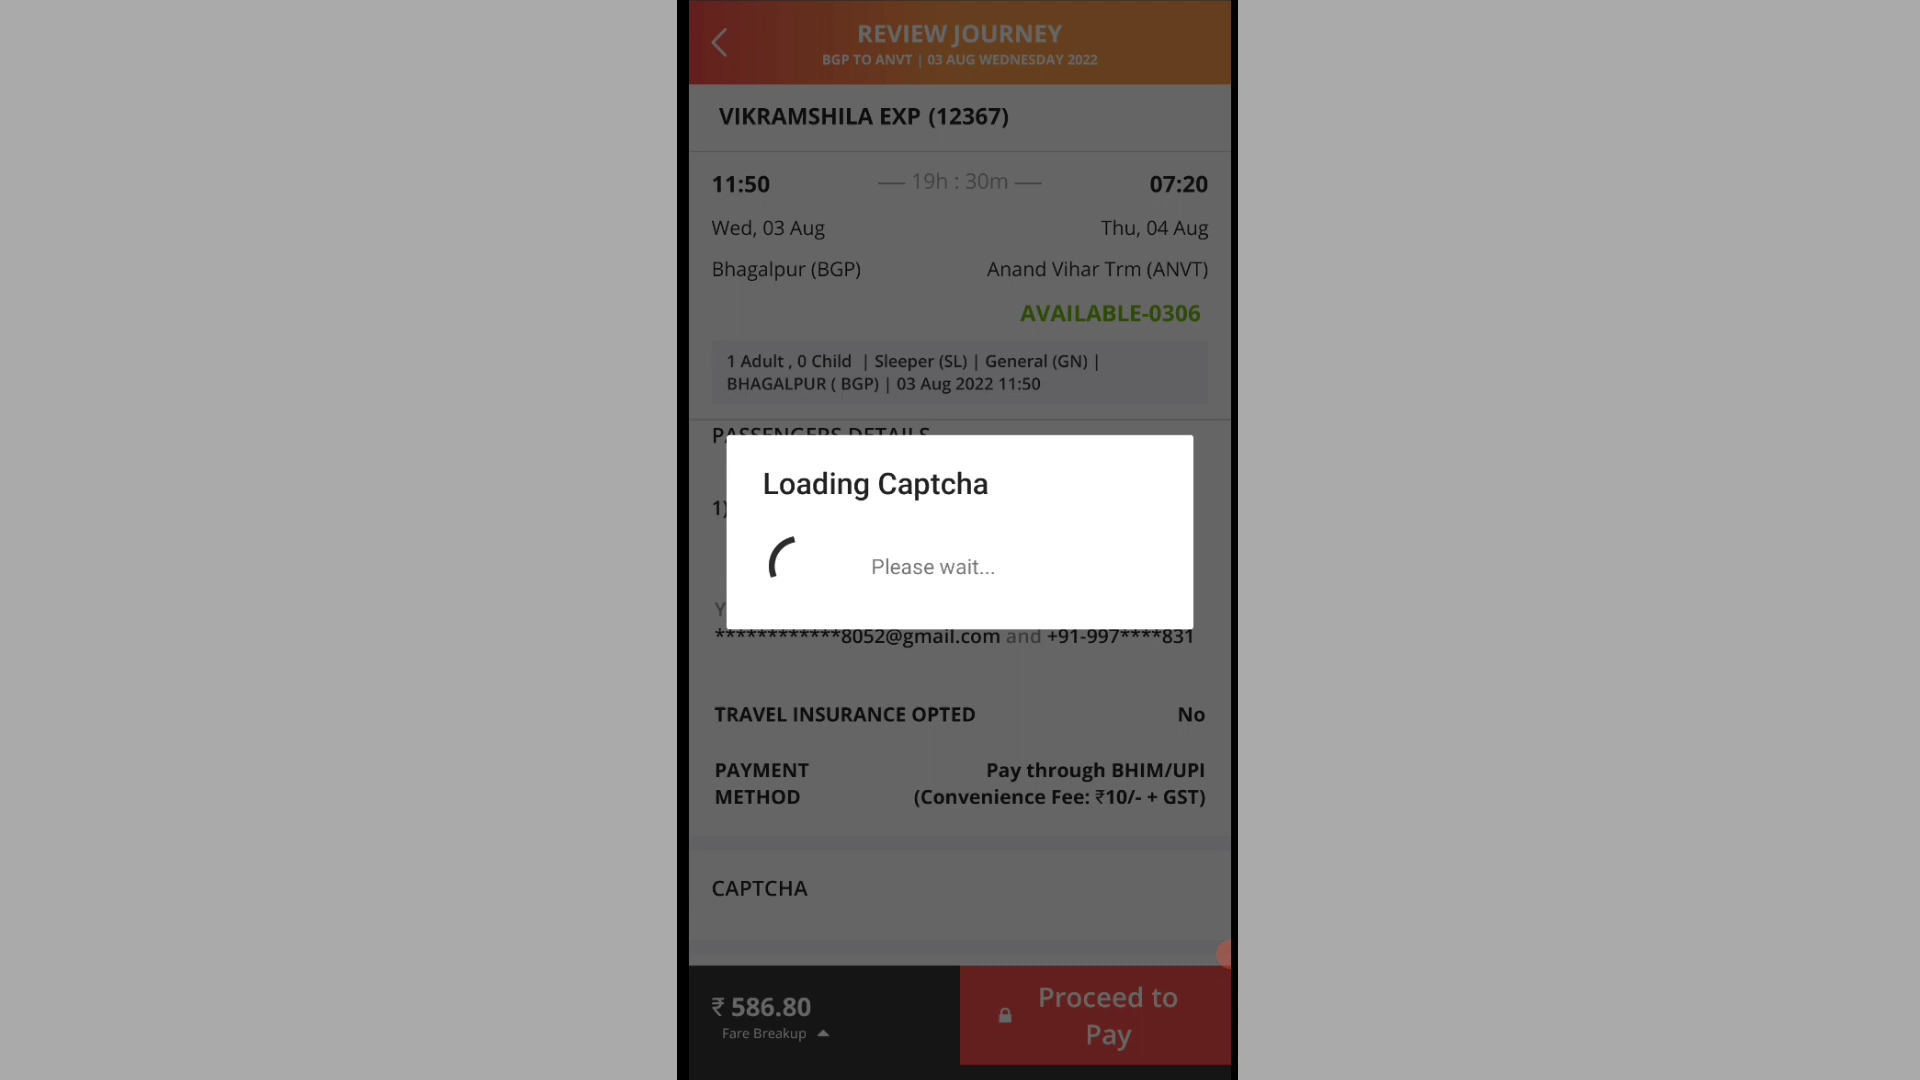 REVIEW JOURNEY
BGP TO ANVT | 03 AUG WEDNESDAY 2022
VIKRAMSHILA EXP (12367)
11:50 — 19h : 30m — 07:20
Wed, 03 Aug Thu, 04 Aug
Bhagalpur (BGP) Anand Vihar Trm (ANVT)
AVAILABLE-0306
1 Adult , 0 Child | Sleeper (SL) | General (GN) |
BHAGALPUR ( BGP) | 03 Aug 2022 11:50
PASSENGERS DETAILS
Loading Captcha
1)
Please wait...
************8052@gmail.com and +91-997****831
TRAVEL INSURANCE OPTED No
PAYMENT Pay through BHIM/UPI
METHOD (Convenience Fee: ₹10/- + GST)
CAPTCHA
₹ 586.80
Fare Breakup
Proceed to
Pay